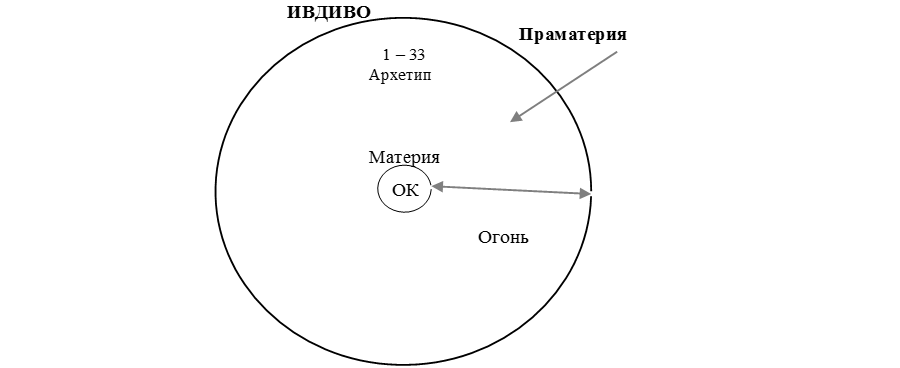 ИВДИВО
Праматерия
1 – 33
Архетип
Материя
ОК
Огонь